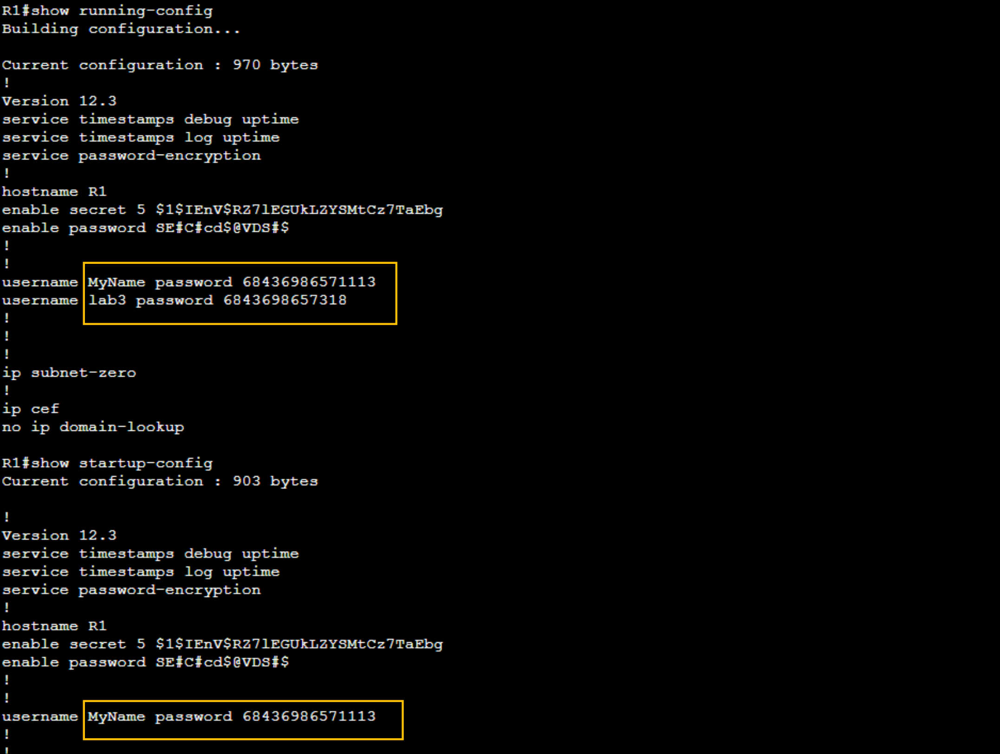 R1#show running-config
Building configuration...
Current configuration : 970 bytes
!
Version 12.3
service timestamps debug uptime
service timestamps log uptime
service password-encryption
!
hostname R1
enable secret 5 $1$IEnV$RZ7lEGUkLZYSMtCz7TaEbg
enable password SE#C#cd$@VDS#$
!
!
username MyName password 68436986571113
username lab3 password 6843698657318
!
!
!
ip subnet-zero
!
ip cef
no ip domain-lookup
R1#show startup-config
Current configuration : 903 bytes
!
Version 12.3
service timestamps debug uptime
service timestamps log uptime
service password-encryption
!
hostname R1
enable secret 5 $1$IEnV$RZ7lEGUkLZYSMtCz7TaEbg
enable password SE#C#cd$@VDS#$
!
!
username MyName password 68436986571113
!
!